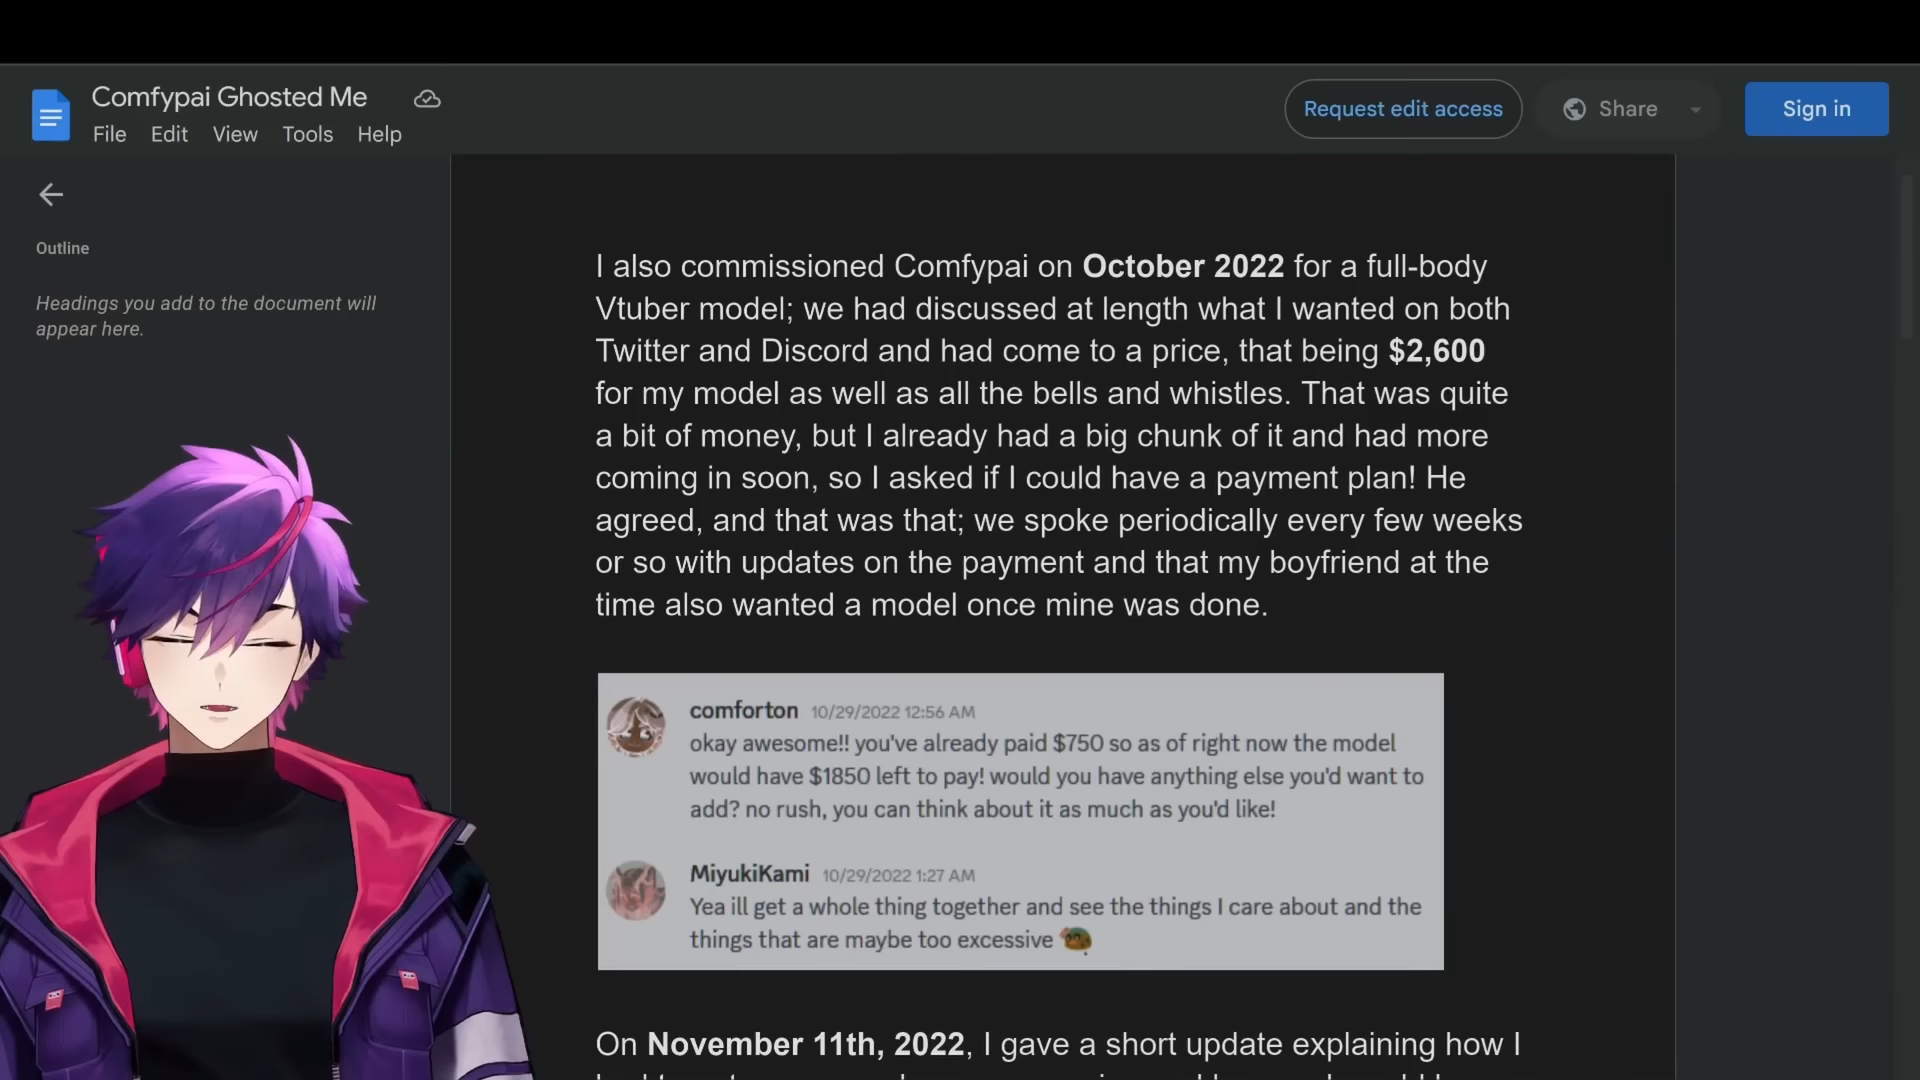 Comfypai Ghosted Me
File Edit View Tools Help
Request edit access
Share
Sign in
Outline
Headings you add to the document will
appear here.
I also commissioned Comfypai on October 2022 for a full-body
Vtuber model; we had discussed at length what I wanted on both
Twitter and Discord and had come to a price, that being $2,600
for my model as well as all the bells and whistles. That was quite
a bit of money, but I already had a big chunk of it and had more
coming in soon, so I asked if I could have a payment plan! He
agreed, and that was that; we spoke periodically every few weeks
or so with updates on the payment and that my boyfriend at the
time also wanted a model once mine was done.
comforton 10/29/2022 12:56 AM
okay awesome!! you've already paid $750 so as of right now the model
would have $1850 left to pay! would you have anything else you'd want to
add? no rush, you can think about it as much as you'd like!
MiyukiKami 10/29/2022 1:27 AM
Yea ill get a whole thing together and see the things I care about and the
things that are maybe too excessive
On November 11th, 2022, I gave a short update explaining how I